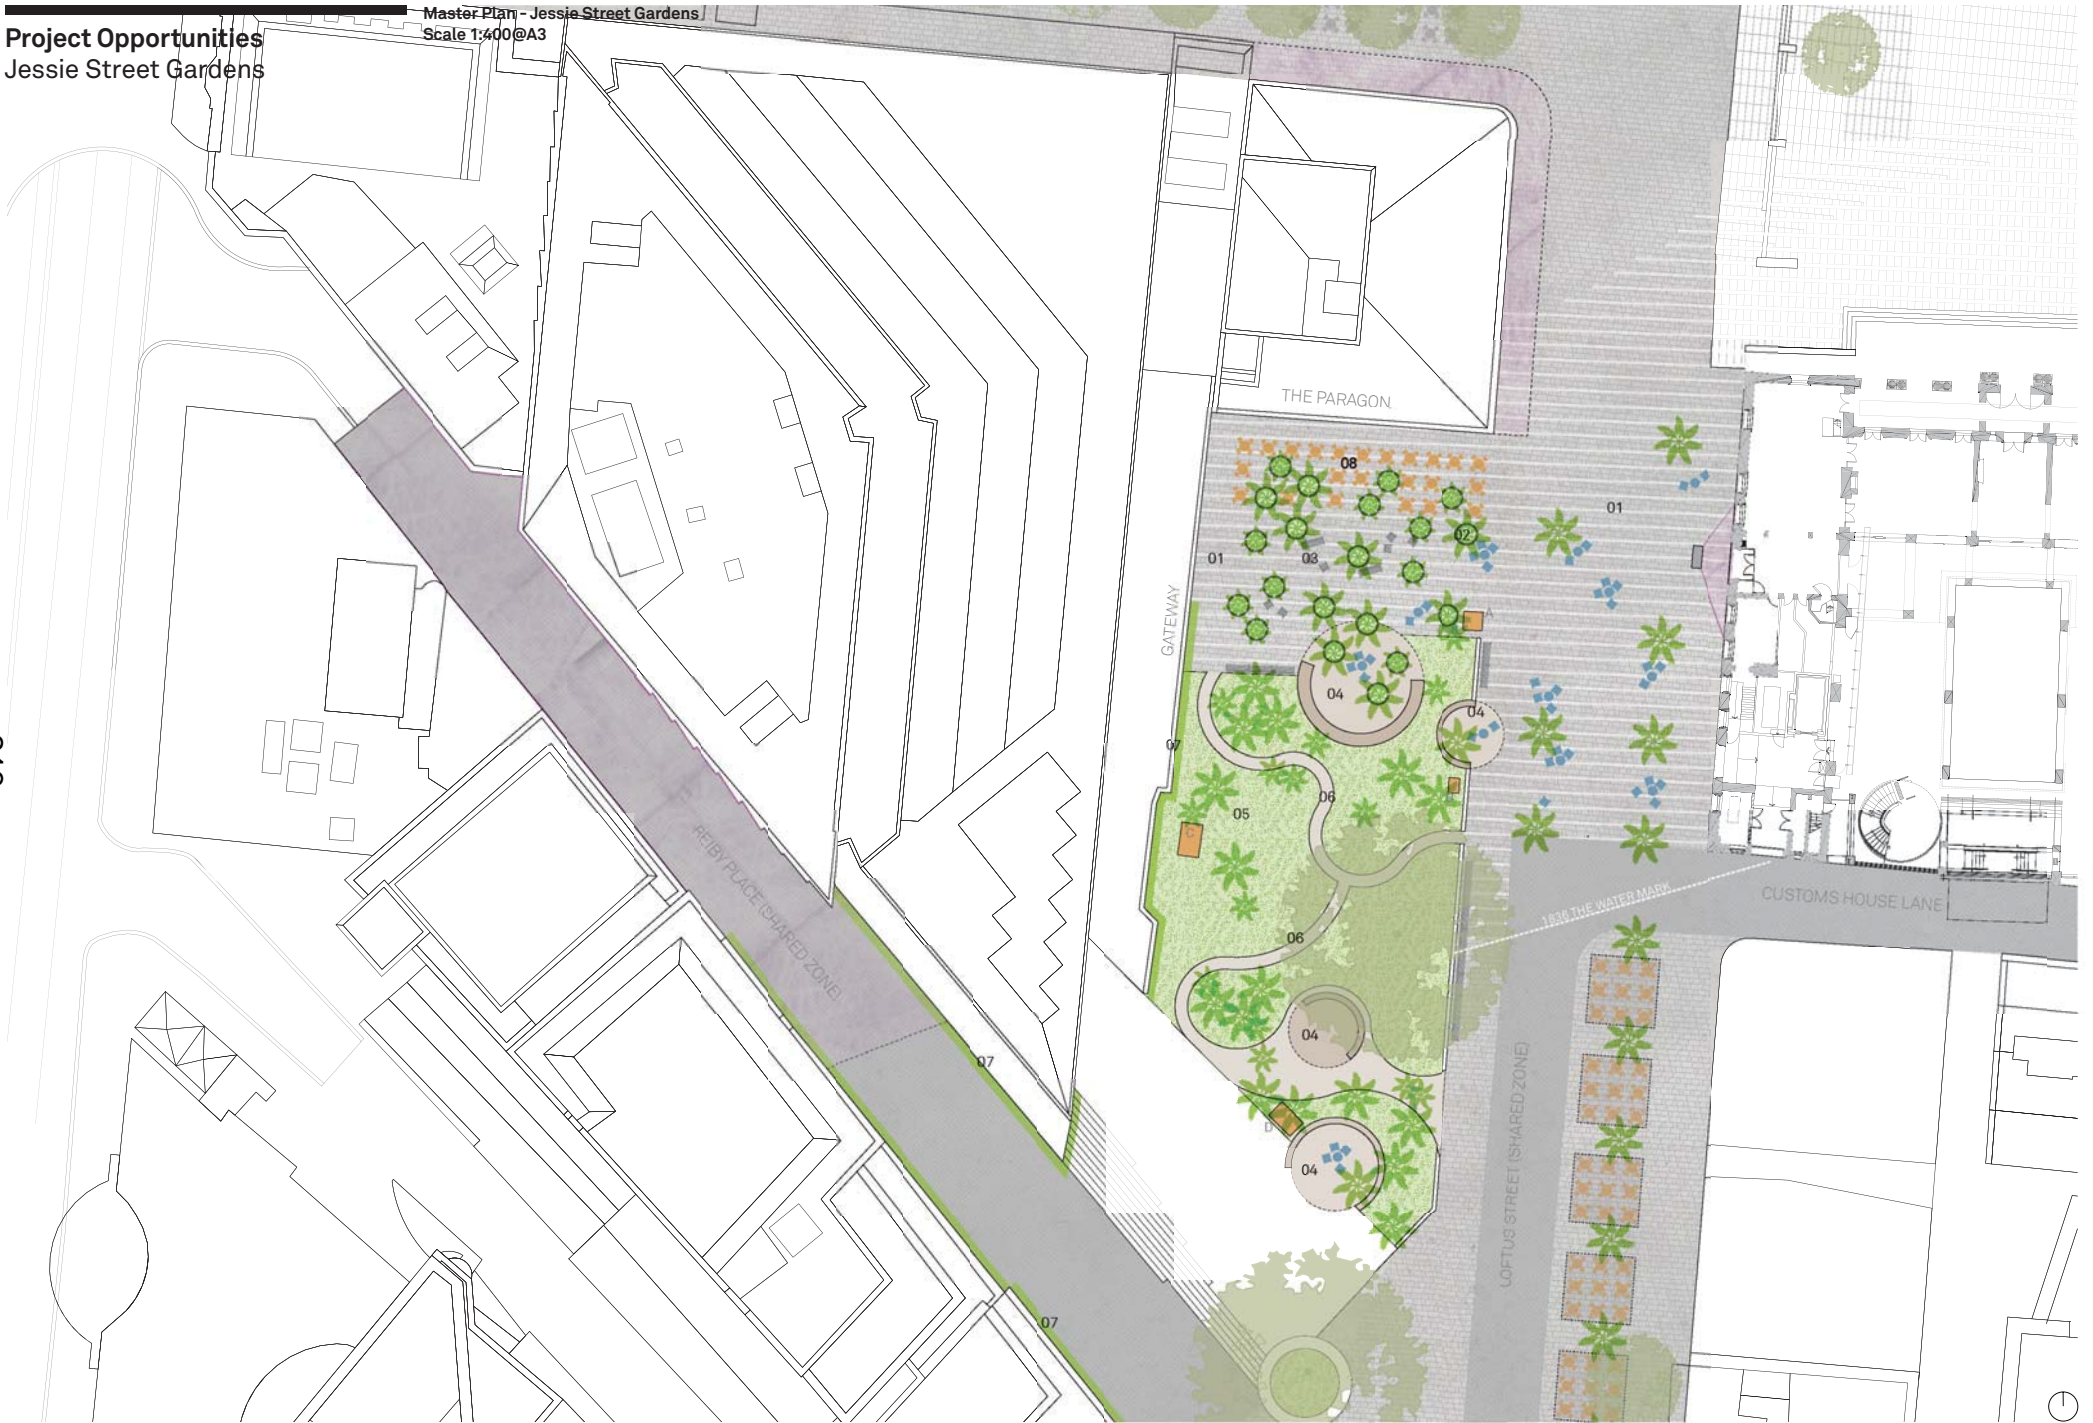 Master Plan - Jessie Street Gardens
Scale 1:400@A3
Project Opportunities
Jessie Street Gardens
THE PARAGON
08
01
02
01
03
GATEWAY
A
04
04
07
06
05
C
REIBY PLACE (SHARED ZONE)
1836 THE WATER MARK
CUSTOMS HOUSE LANE
06
04
07
LOFTUS STREET (SHARED ZONE)
D
04
07